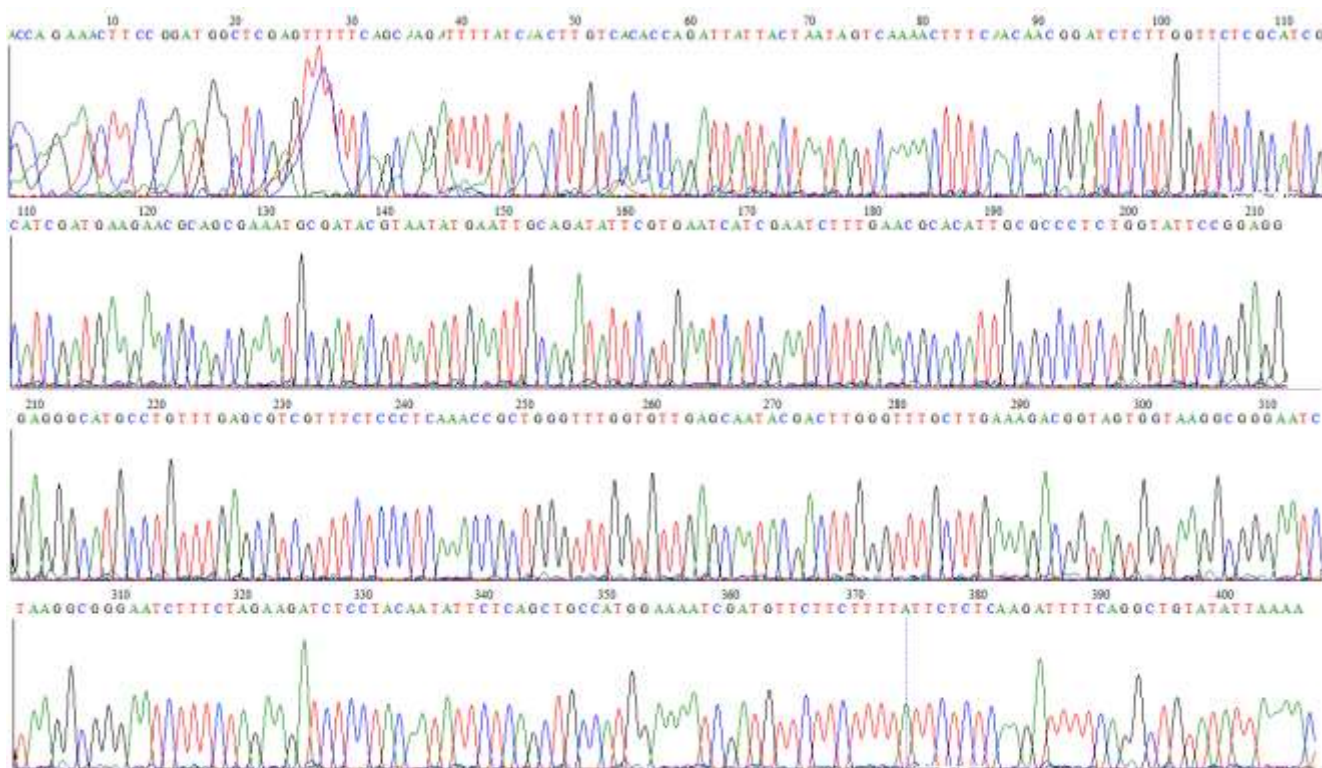 10 20 30 40 50 60 70 80 90 100 110
ACCAGAAACTTCCGGATGGCTCGAGTTTTTCAGCAAGATTTTATCAACTTGTCACACCAGATTATTACTAATAGTCAAAACTTTCAACAACGGATCTCTTGGTTCTCGCATCG
110 120 130 140 150 160 170 180 190 200 210
CATCGATGAAGAACGCAGCGAAATGCGATACGTAATATGAATTGCAGATATTCGTGAATCATCGAATCTTTGAACGCACATTGCGCCCTCTGGTATTCCGGAGG
210 220 230 240 250 260 270 280 290 300 310
GAGGGCATGCCTGTTTGAGCGTCGTTTCTCCCTCAAACCGCTGGGTTTGGTGTTGAGCAATACGACTTGGGTTTGCTTGAAAGACGGTAGTGGTAAGGCGGGAATC
310 320 330 340 350 360 370 380 390 400
TAAGGCGGGAATCTTTCTAGAAGATCTCCTACAATATTCTCAGCTGCCATGGAAAATCGATGTTCTTCTTTTATTCTCTCAAGATTTTCAGGCTGTATATTAAAA